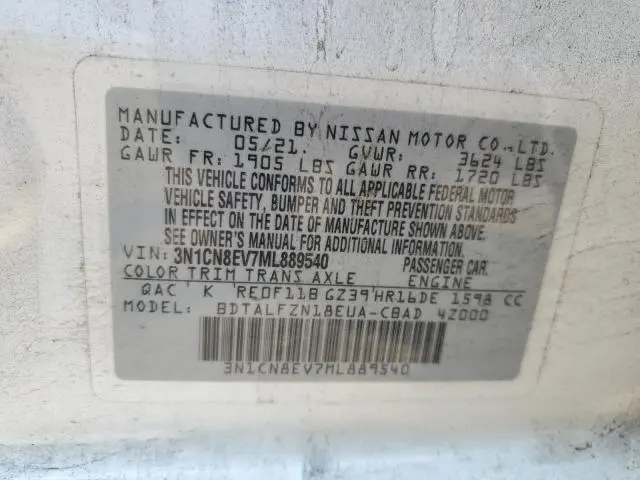 MANUFACTURED BY NISSAN MOTOR CO.,LTD.
DATE: 05/21. GVWR: 3624 LBS
GAWR FR: 1905 LBS GAWR RR: 1720 LBS
THIS VEHICLE CONFORMS TO ALL APPLICABLE FEDERAL MOTOR
VEHICLE SAFETY, BUMPER AND THEFT PREVENTION STANDARDS
IN EFFECT ON THE DATE OF MANUFACTURE SHOWN ABOVE.
SEE OWNER'S MANUAL FOR ADDITIONAL INFORMATION.
VIN: 3N1CN8EV7ML889540 PASSENGER CAR.
COLOR TRIM TRANS AXLE ENGINE
QAC K RE0F11B GZ39 HR16DE 1598 CC
MODEL: BDTALFZN18EUA-CBAD 4Z000
3N1CN8EV7ML889540